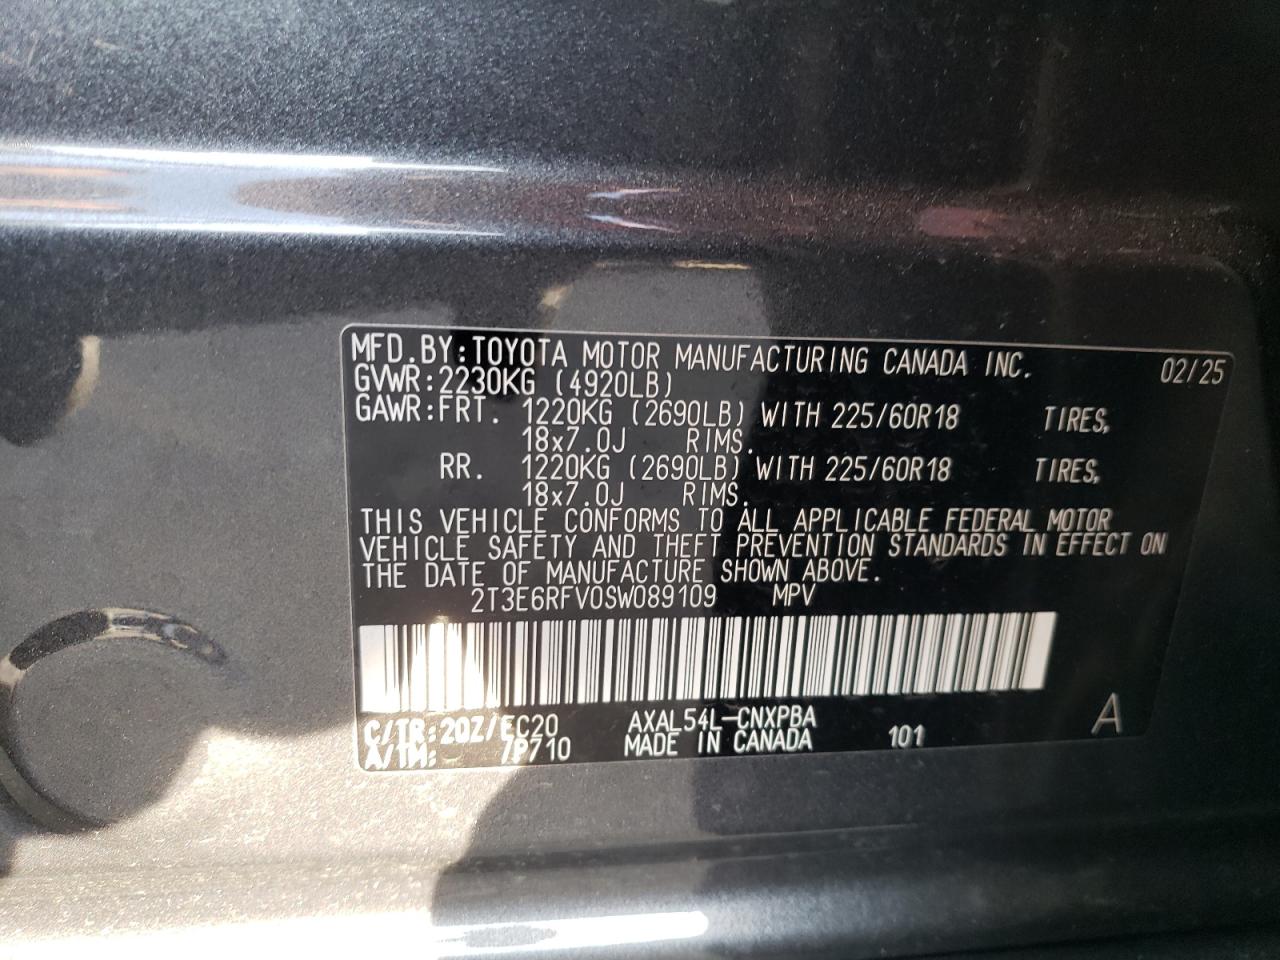 MFD.BY:TOYOTA MOTOR MANUFACTURING CANADA INC. 02/25
GVWR:2230KG (4920LB)
GAWR:FRT. 1220KG (2690LB) WITH 225/60R18 TIRES,
18x7.0J RIMS.
RR. 1220KG (2690LB) WITH 225/60R18 TIRES,
18x7.0J RIMS.
THIS VEHICLE CONFORMS TO ALL APPLICABLE FEDERAL MOTOR
VEHICLE SAFETY AND THEFT PREVENTION STANDARDS IN EFFECT ON
THE DATE OF MANUFACTURE SHOWN ABOVE.
2T3E6RFV0SW089109 MPV
C/TR:20Z/EC20 AXAL54L-CNXPBA A
A/TM: 7P710 MADE IN CANADA 101